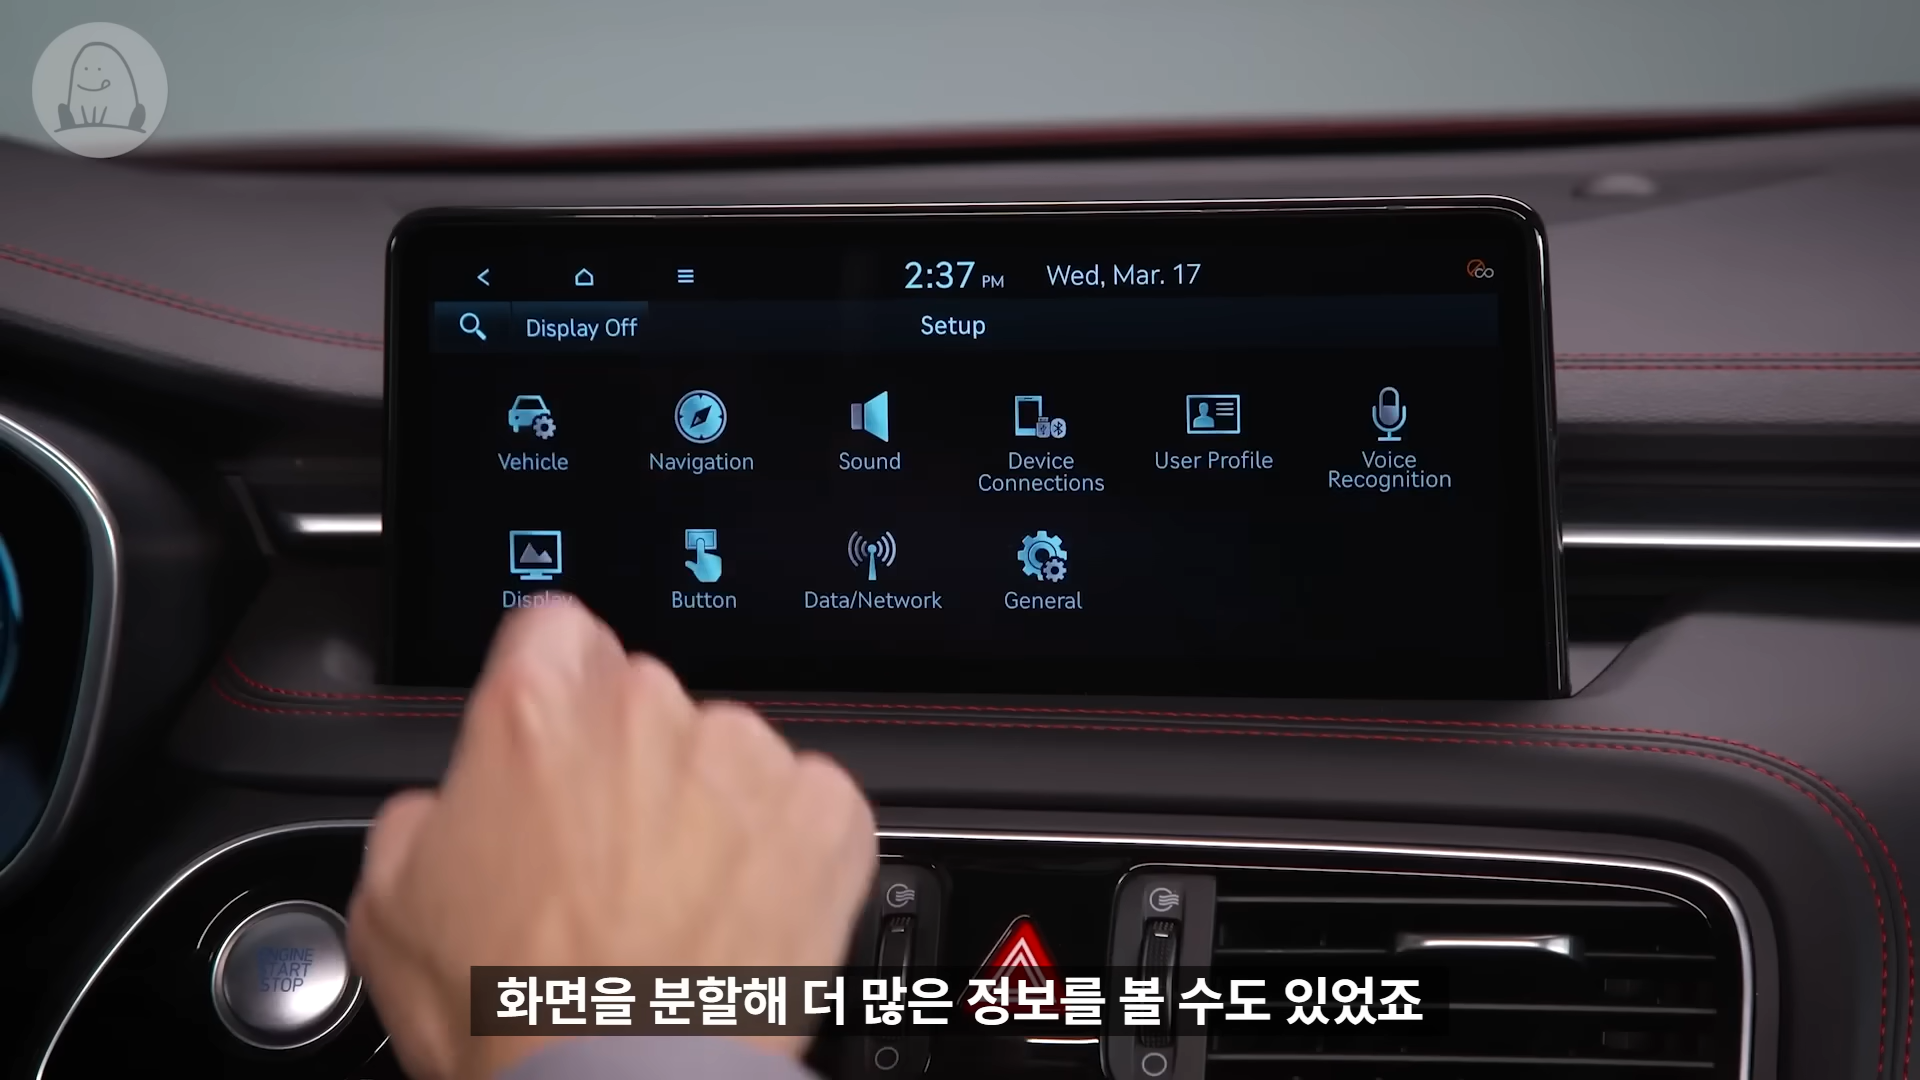 2:37 PM Wed, Mar. 17
Display Off
Setup
Vehicle
Navigation
Sound
Device
Connections
User Profile
Voice
Recognition
Display
Button
Data/Network
General
ENGINE
START
STOP
화면을 분할해 더 많은 정보를 볼 수도 있었죠